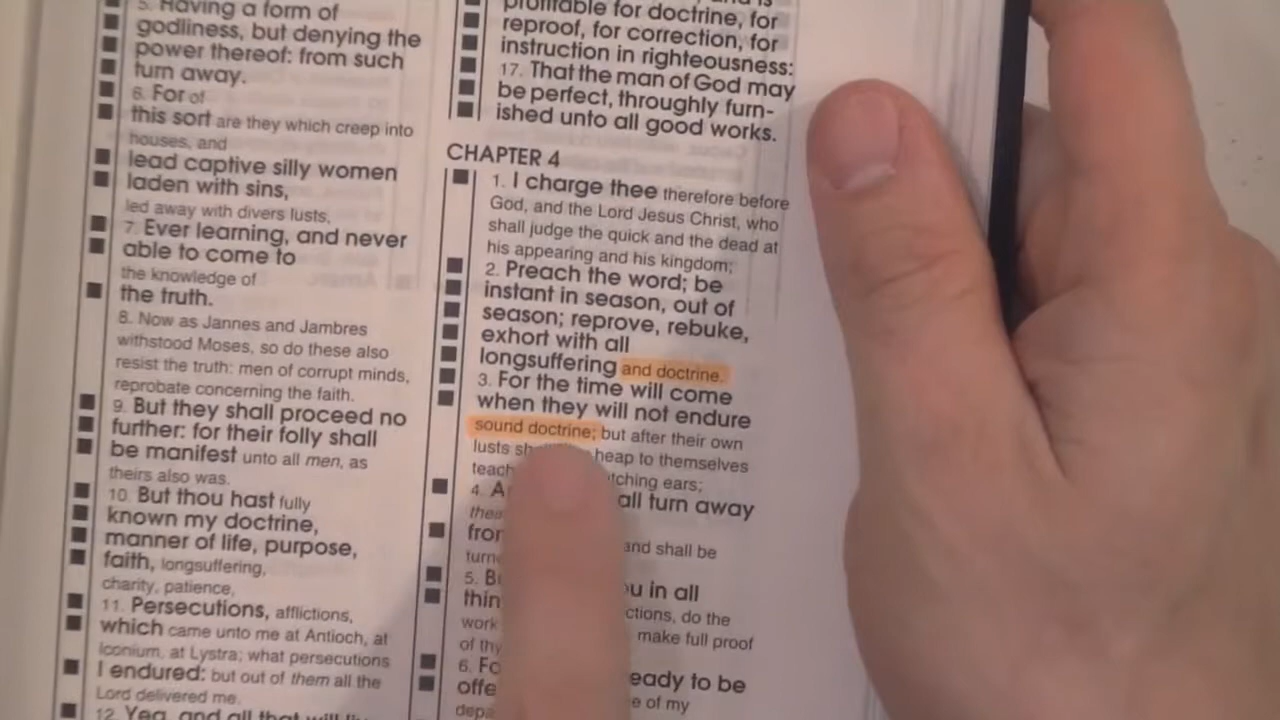 5. Having a form of
godliness, but denying the
power thereof: from such
turn away.
6. For of
this sort are they which creep into
houses, and
lead captive silly women
laden with sins,
led away with divers lusts,
7. Ever learning, and never
able to come to
the knowledge of
the truth.
8. Now as Jannes and Jambres
withstood Moses, so do these also
resist the truth: men of corrupt minds,
reprobate concerning the faith.
9. But they shall proceed no
further: for their folly shall
be manifest unto all men, as
theirs also was.
10. But thou hast fully
known my doctrine,
manner of life, purpose,
faith, longsuffering,
charity, patience,
11. Persecutions, afflictions,
which came unto me at Antioch, at
Iconium, at Lystra; what persecutions
I endured: but out of them all the
Lord delivered me.
12. Yea, and all that will
profitable for doctrine, for
reproof, for correction, for
instruction in righteousness:
17. That the man of God may
be perfect, throughly furn-
ished unto all good works.
CHAPTER 4
1. I charge thee therefore before
God, and the Lord Jesus Christ, who
shall judge the quick and the dead at
his appearing and his kingdom;
2. Preach the word; be
instant in season, out of
season; reprove, rebuke,
exhort with all
longsuffering and doctrine.
3. For the time will come
when they will not endure
sound doctrine; but after their own
lusts heap to themselves
ears;
4. all turn away
and shall be
5. in all
do the
work make full proof
of thy
6. ready to be
of my